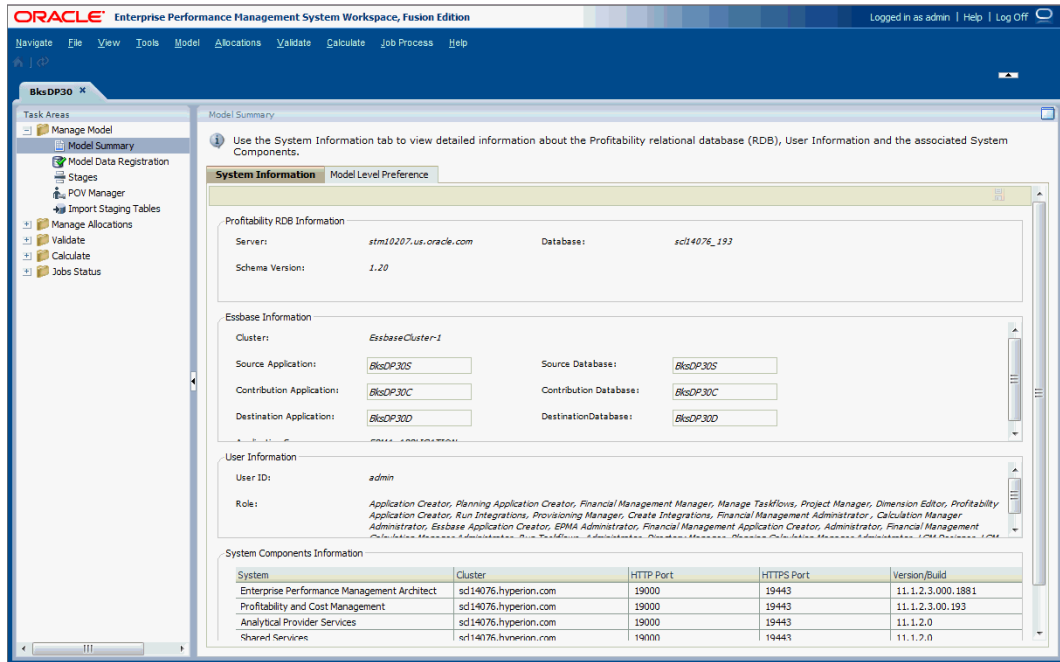 ORACLE Enterprise Performance Management System Workspace, Fusion Edition
Logged in as admin | Help | Log Off
Navigate File View Tools Model Allocations Validate Calculate Job Process Help
BksDP30
Task Areas
Manage Model
Model Summary
Model Data Registration
Stages
POV Manager
Import Staging Tables
Manage Allocations
Validate
Calculate
Jobs Status
Model Summary
Use the System Information tab to view detailed information about the Profitability relational database (RDB), User Information and the associated System
Components.
System Information Model Level Preference
Profitability RDB Information
Server: stm10207.us.oracle.com Database: scl14076_193
Schema Version: 1.20
Essbase Information
Cluster: EssbaseCluster-1
Source Application: BksDP30S Source Database: BksDP30S
Contribution Application: BksDP30C Contribution Database: BksDP30C
Destination Application: BksDP30D DestinationDatabase: BksDP30D
User Information
User ID: admin
Role: Application Creator, Planning Application Creator, Financial Management Manager, Manage Taskflows, Project Manager, Dimension Editor, Profitability
Application Creator, Run Integrations, Provisioning Manager, Create Integrations, Financial Management Administrator , Calculation Manager
Administrator, Essbase Application Creator, EPMA Administrator, Financial Management Application Creator, Administrator, Financial Management
System Components Information
System Cluster HTTP Port HTTPS Port Version/Build
Enterprise Performance Management Architect scl14076.hyperion.com 19000 19443 11.1.2.3.000.1881
Profitability and Cost Management scl14076.hyperion.com 19000 19443 11.1.2.3.00.193
Analytical Provider Services scl14076.hyperion.com 19000 19443 11.1.2.0
Shared Services scl14076.hyperion.com 19000 19443 11.1.2.0